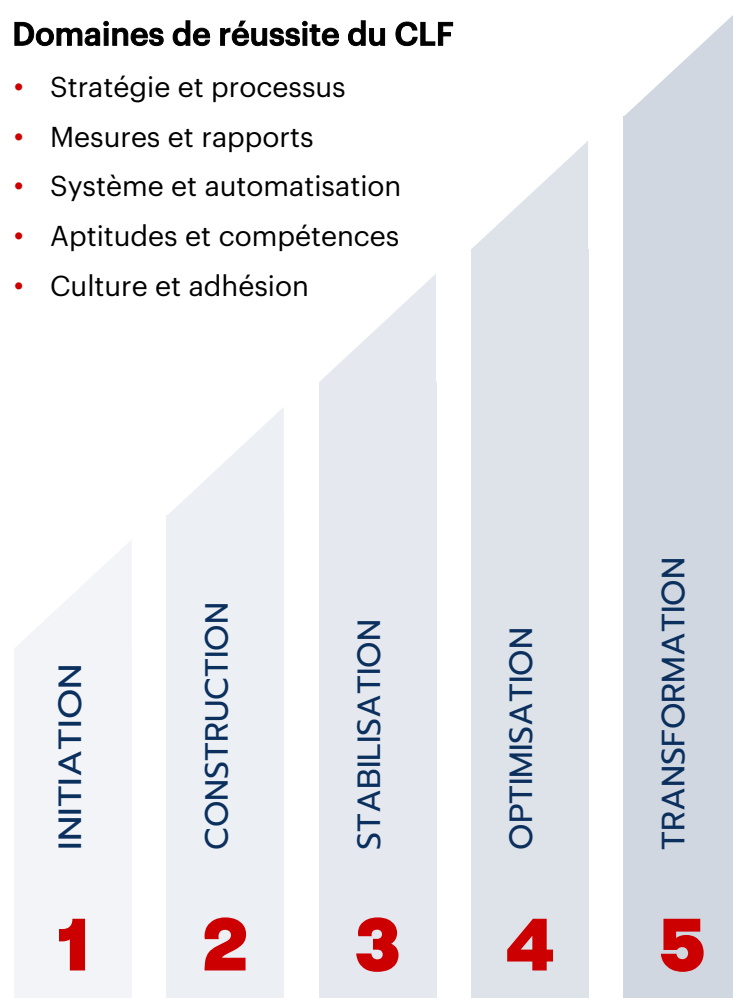 Domaines de réussite du CLF
• Stratégie et processus
• Mesures et rapports
• Système et automatisation
• Aptitudes et compétences
• Culture et adhésion
INITIATION
1
CONSTRUCTION
2
STABILISATION
3
OPTIMISATION
4
TRANSFORMATION
5